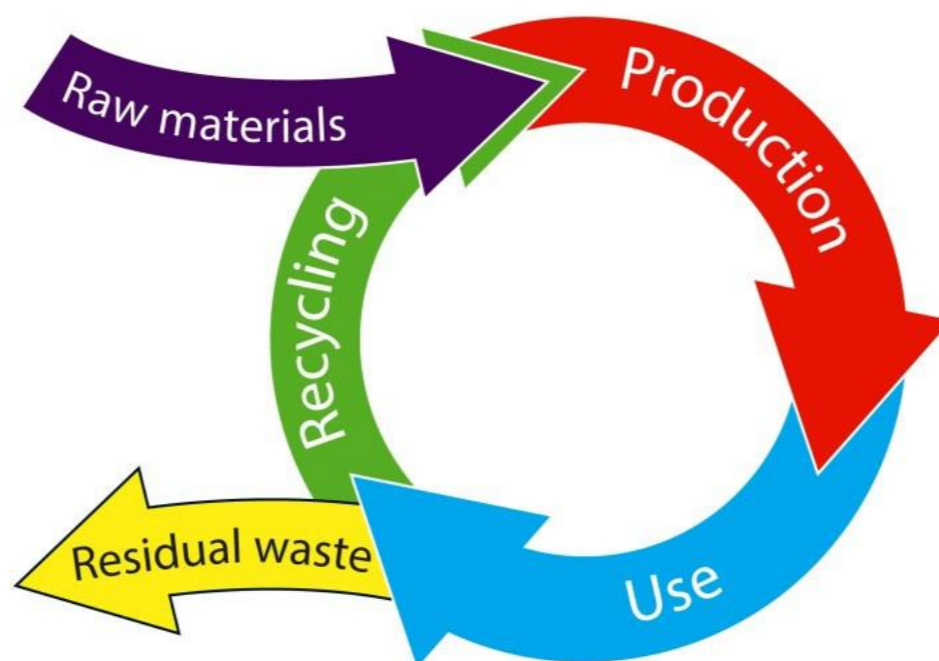 Raw materials
Production
Use
Recycling
Residual waste